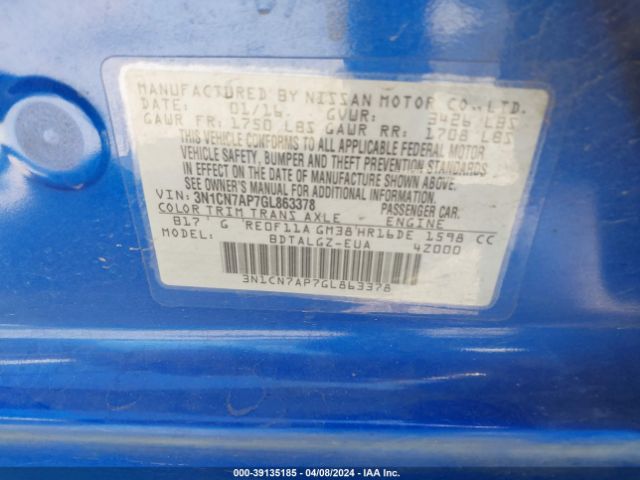 MANUFACTURED BY NISSAN MOTOR CO., LTD.
DATE: 01/16 GVWR: 3426 LBS
GAWR FR: 1750 LBS GAWR RR: 1708 LBS
THIS VEHICLE CONFORMS TO ALL APPLICABLE FEDERAL MOTOR
VEHICLE SAFETY, BUMPER AND THEFT PREVENTION STANDARDS
IN EFFECT ON THE DATE OF MANUFACTURE SHOWN ABOVE.
SEE OWNER'S MANUAL FOR ADDITIONAL INFORMATION.
VIN: 3N1CN7AP7GL863378 PASSENGER CAR.
COLOR TRIM TRANS AXLE ENGINE
B17 G RE0F11A GM38 HR16DE 1598 CC
MODEL: BDTALGZ-EUA 4Z000
3N1CN7AP7GL863378
000-39135185 - 04/08/2024 - IAA Inc.